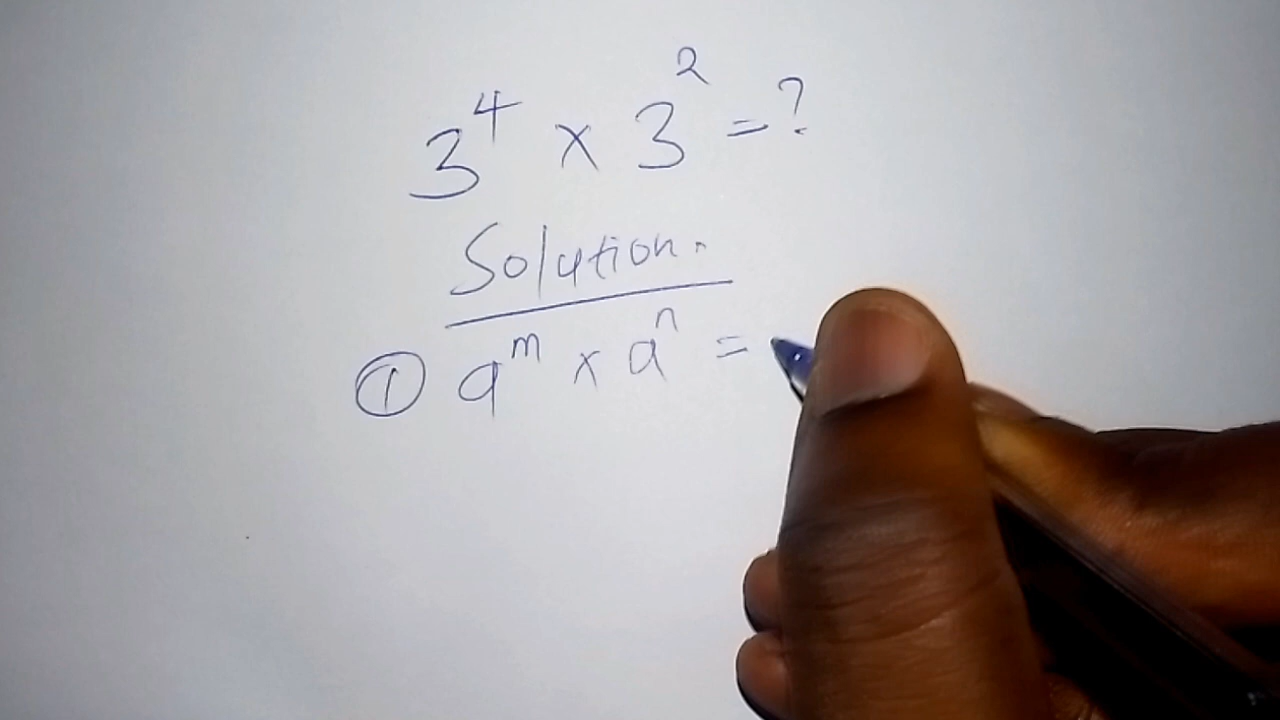 3⁴ × 3² = ?
Solution.
① aᵐ × aⁿ =